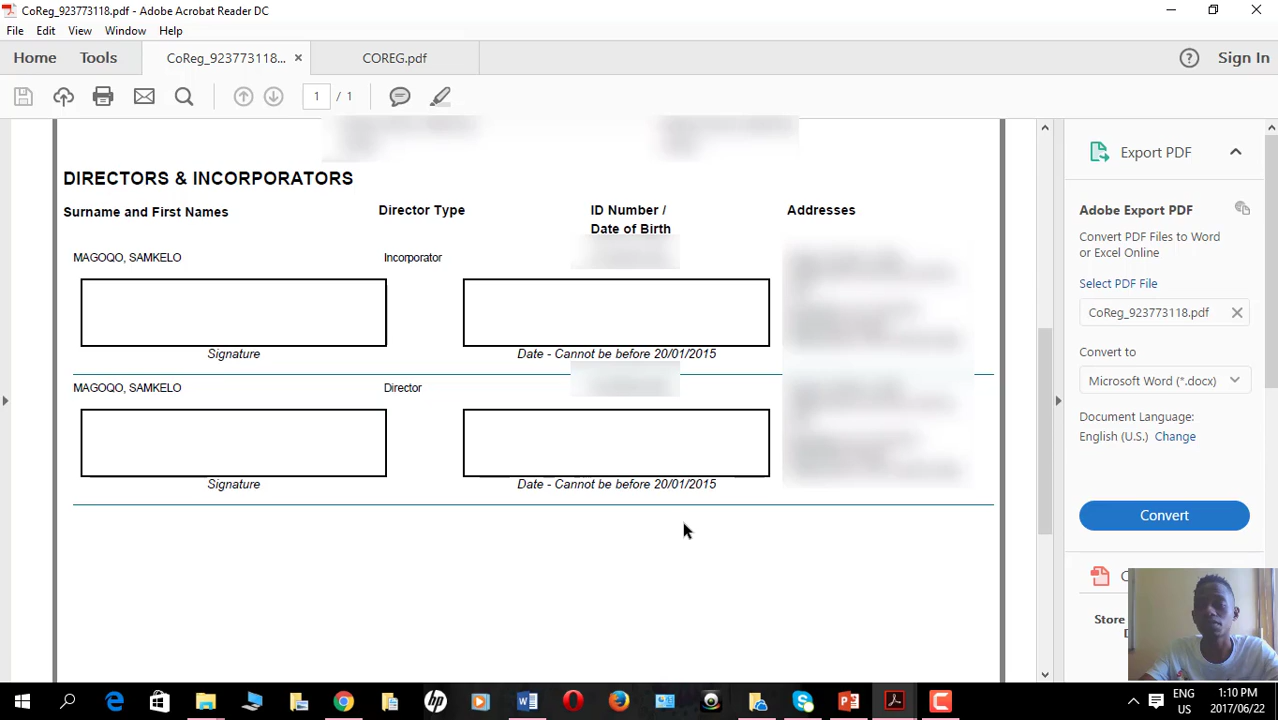 CoReg_923773118.pdf - Adobe Acrobat Reader DC
File Edit View Window Help
Home Tools CoReg_923773118... × COREG.pdf Sign In
1 / 1
Export PDF
DIRECTORS & INCORPORATORS
Surname and First Names Director Type ID Number / Addresses
Date of Birth
MAGOQO, SAMKELO Incorporator
Signature Date - Cannot be before 20/01/2015
MAGOQO, SAMKELO Director
Signature Date - Cannot be before 20/01/2015
Adobe Export PDF
Convert PDF Files to Word
or Excel Online
Select PDF File
CoReg_923773118.pdf
Convert to
Microsoft Word (*.docx)
Document Language:
English (U.S.) Change
Convert
Store
hp
ENG 1:10 PM
US 2017/06/22